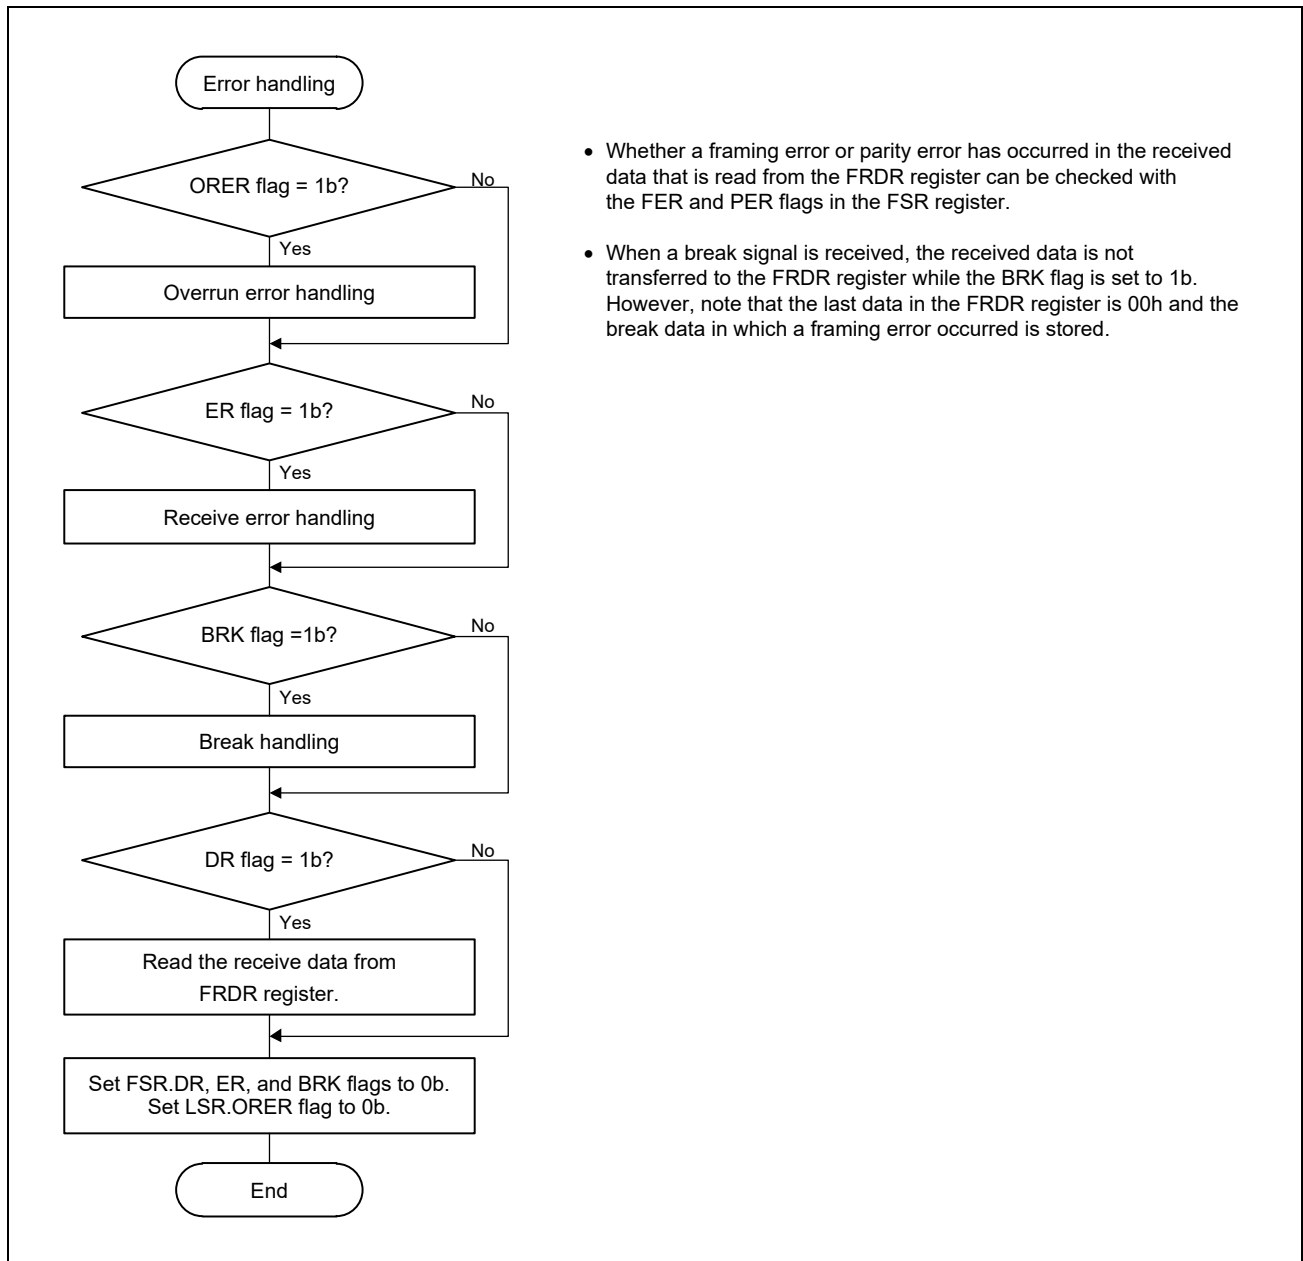 Error handling
ORER flag = 1b?
No
Yes
Overrun error handling
ER flag = 1b?
No
Yes
Receive error handling
BRK flag =1b?
No
Yes
Break handling
DR flag = 1b?
No
Yes
Read the receive data from
FRDR register.
Set FSR.DR, ER, and BRK flags to 0b.
Set LSR.ORER flag to 0b.
End
• Whether a framing error or parity error has occurred in the received
data that is read from the FRDR register can be checked with
the FER and PER flags in the FSR register.
• When a break signal is received, the received data is not
transferred to the FRDR register while the BRK flag is set to 1b.
However, note that the last data in the FRDR register is 00h and the
break data in which a framing error occurred is stored.